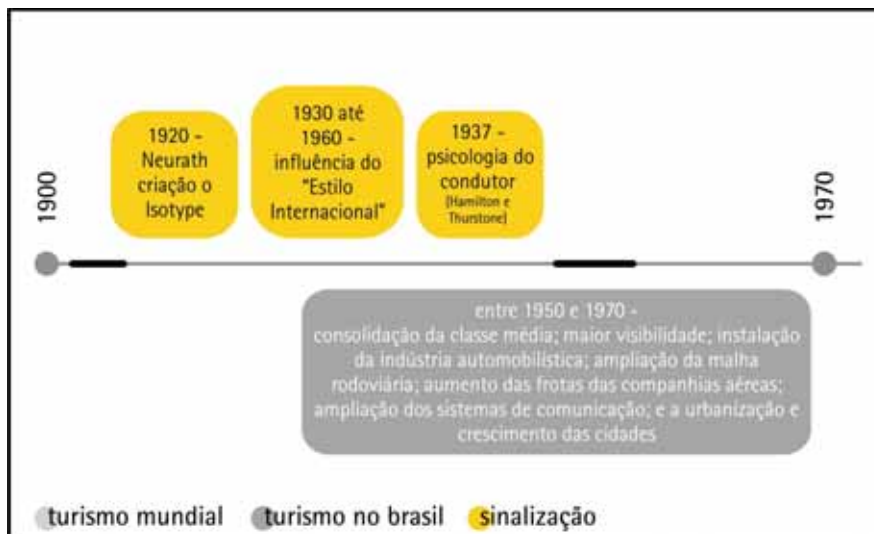 1900
1920 -
Neurath
criação o
Isotype
1930 até
1960 -
influência do
"Estilo
Internacional"
1937 -
psicologia do
condutor
(Hamilton e
Thurstone)
1970
entre 1950 e 1970 -
consolidação da classe média; maior visibilidade; instalação
da indústria automobilística; ampliação da malha
rodoviária; aumento das frotas das companhias aéreas;
ampliação dos sistemas de comunicação; e a urbanização e
crescimento das cidades
turismo mundial turismo no brasil sinalização